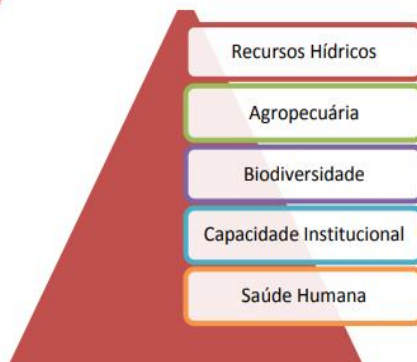 Recursos Hídricos
Agropecuária
Biodiversidade
Capacidade Institucional
Saúde Humana